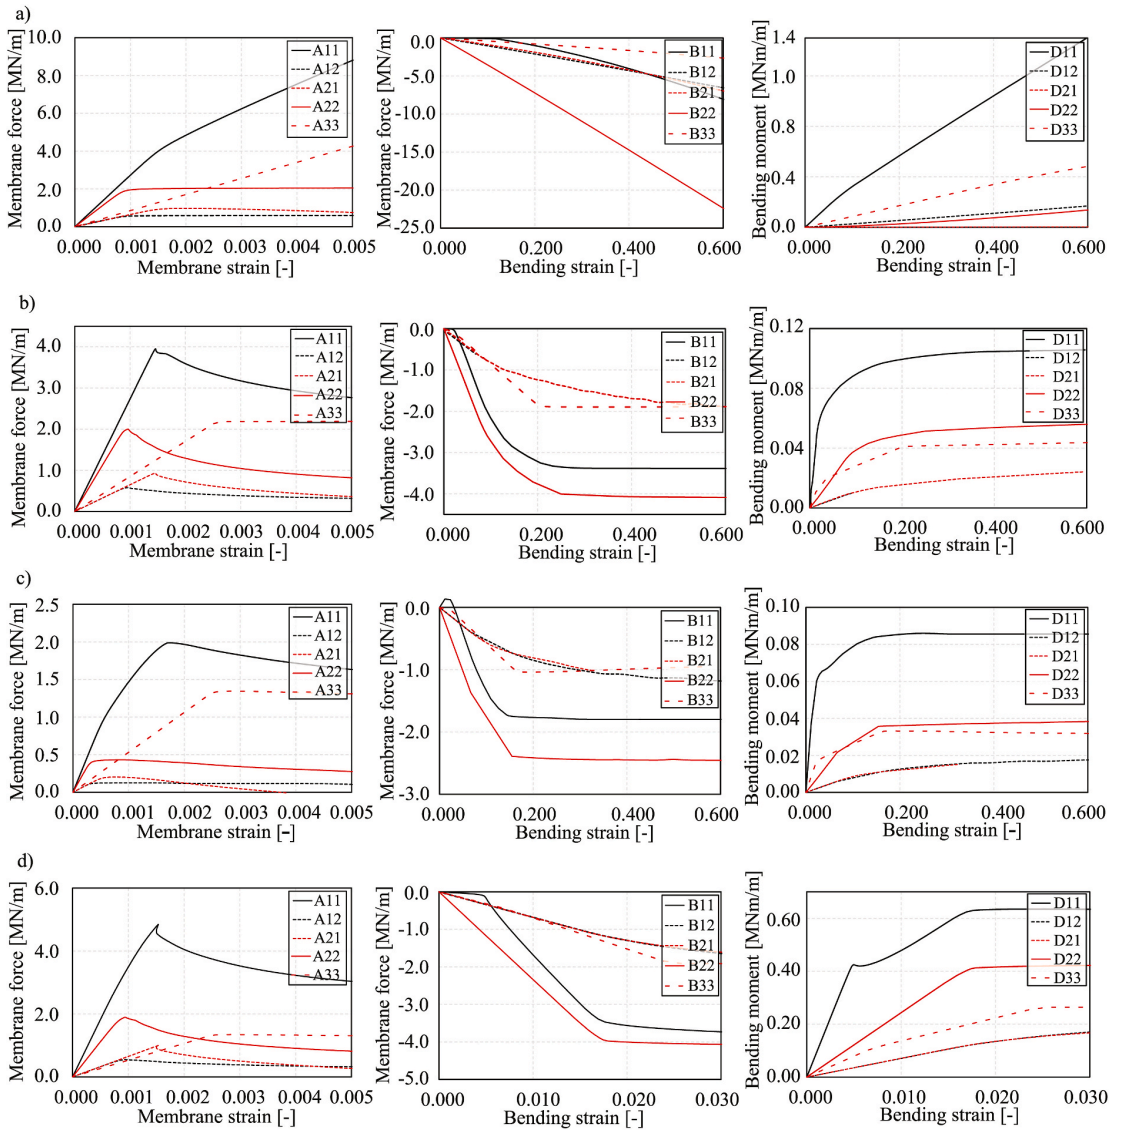 a)
Membrane force [MN/m]
10.0
8.0
6.0
4.0
2.0
0.0
0.000 0.001 0.002 0.003 0.004 0.005
Membrane strain [-]
A11
A12
A21
A22
A33
Membrane force [MN/m]
0.0
-5.0
-10.0
-15.0
-20.0
-25.0
0.000 0.200 0.400 0.600
Bending strain [-]
B11
B12
B21
B22
B33
Bending moment [MNm/m]
1.4
1.0
0.8
0.4
0.0
0.000 0.200 0.400 0.600
Bending strain [-]
D11
D12
D21
D22
D33
b)
Membrane force [MN/m]
4.0
3.0
2.0
1.0
0.0
0.000 0.001 0.002 0.003 0.004 0.005
Membrane strain [-]
A11
A12
A21
A22
A33
Membrane force [MN/m]
0.0
-1.0
-2.0
-3.0
-4.0
0.000 0.200 0.400 0.600
Bending strain [-]
B11
B12
B21
B22
B33
Bending moment [MNm/m]
0.12
0.08
0.04
0.00
0.000 0.200 0.400 0.600
Bending strain [-]
D11
D12
D21
D22
D33
c)
Membrane force [MN/m]
2.5
2.0
1.5
1.0
0.5
0.0
0.000 0.001 0.002 0.003 0.004 0.005
Membrane strain [-]
A11
A12
A21
A22
A33
Membrane force [MN/m]
0.0
-1.0
-2.0
-3.0
0.000 0.200 0.400 0.600
Bending strain [-]
B11
B12
B21
B22
B33
Bending moment [MNm/m]
0.10
0.08
0.06
0.04
0.02
0.00
0.000 0.200 0.400 0.600
Bending strain [-]
D11
D12
D21
D22
D33
d)
Membrane force [MN/m]
6.0
4.0
2.0
0.0
0.000 0.001 0.002 0.003 0.004 0.005
Membrane strain [-]
A11
A12
A21
A22
A33
Membrane force [MN/m]
0.0
-1.0
-2.0
-3.0
-4.0
-5.0
0.000 0.010 0.020 0.030
Bending strain [-]
B11
B12
B21
B22
B33
Bending moment [MNm/m]
0.60
0.40
0.20
0.00
0.000 0.010 0.020 0.030
Bending strain [-]
D11
D12
D21
D22
D33